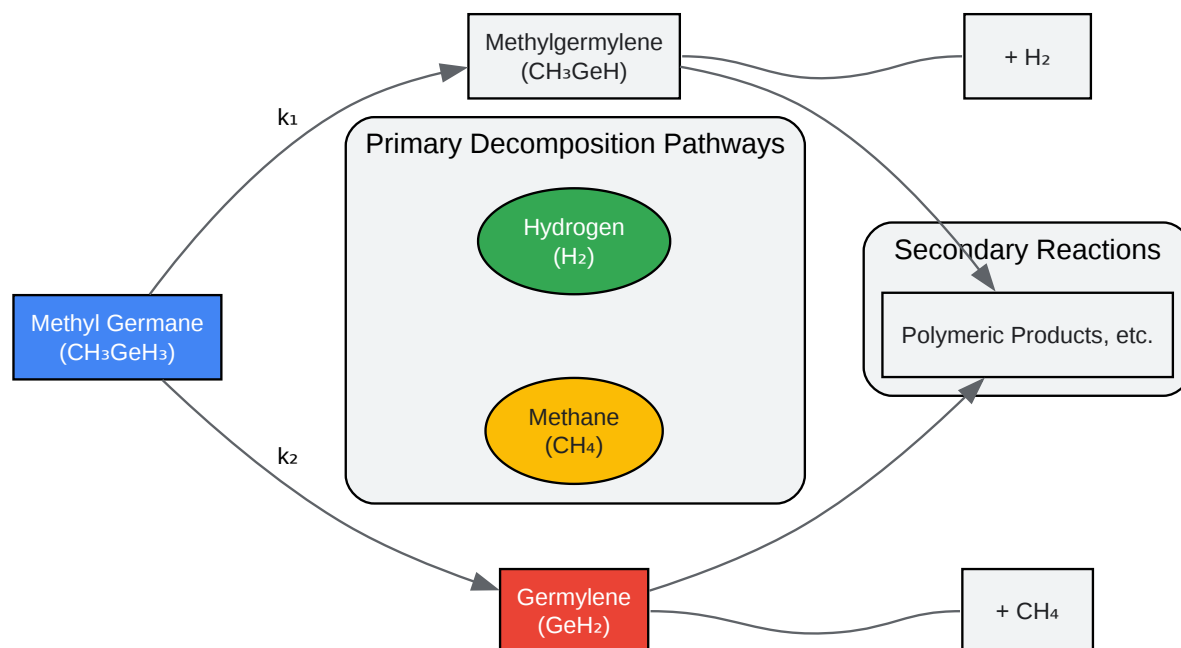 Methylgermylene
(CH₃GeH)
+ H₂
k₁
Primary Decomposition Pathways
Hydrogen
(H₂)
Secondary Reactions
Methyl Germane
(CH₃GeH₃)
Polymeric Products, etc.
Methane
(CH₄)
k₂
Germylene
(GeH₂)
+ CH₄